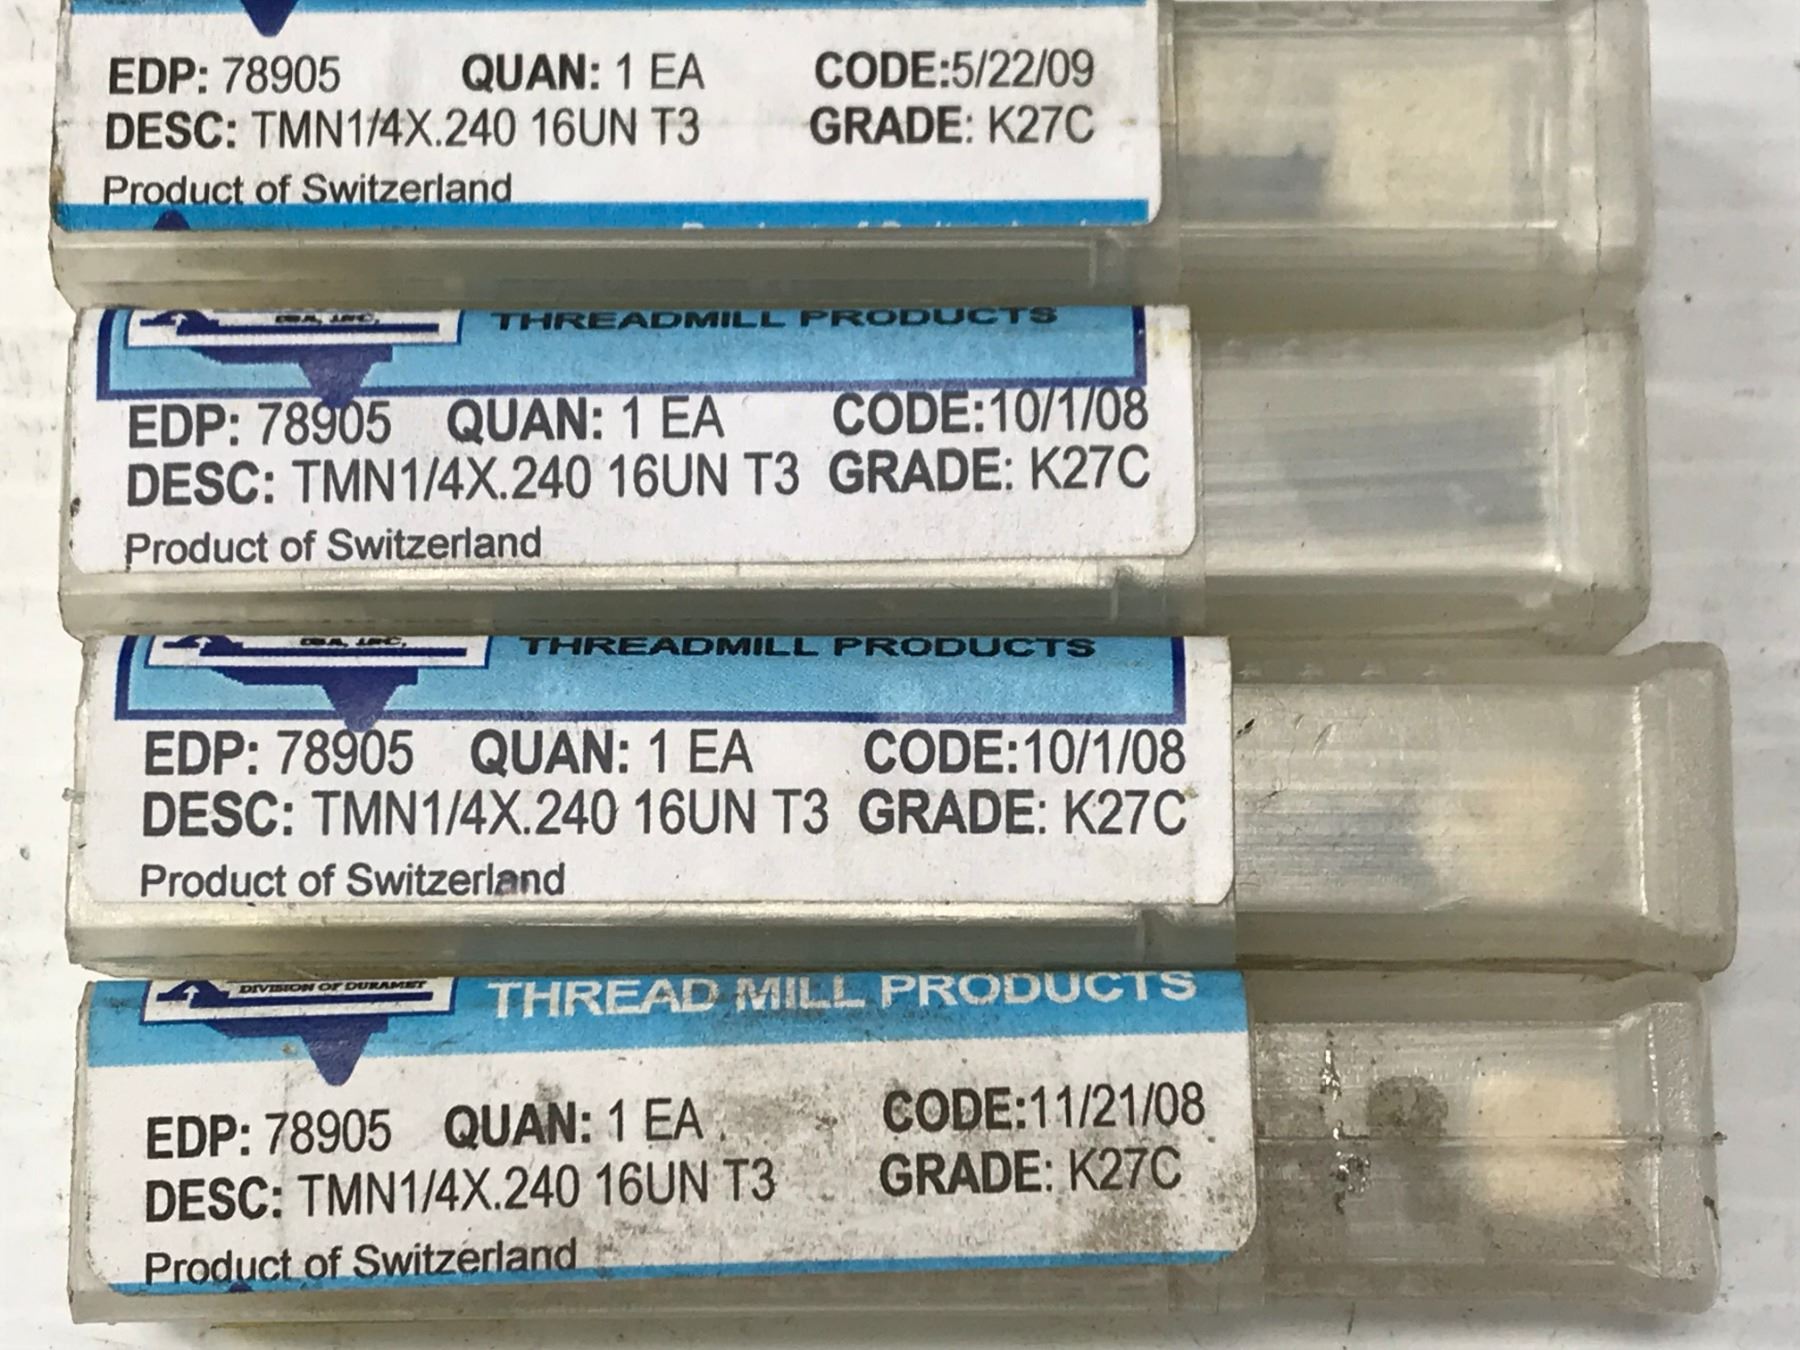 EDP: 78905 QUAN: 1 EA CODE:5/22/09
DESC: TMN1/4X.240 16UN T3 GRADE: K27C
Product of Switzerland
THREADMILL PRODUCTS
EDP: 78905 QUAN: 1 EA CODE:10/1/08
DESC: TMN1/4X.240 16UN T3 GRADE: K27C
Product of Switzerland
THREADMILL PRODUCTS
EDP: 78905 QUAN: 1 EA CODE:10/1/08
DESC: TMN1/4X.240 16UN T3 GRADE: K27C
Product of Switzerland
DIVISION OF DURAMET THREAD MILL PRODUCTS
EDP: 78905 QUAN: 1 EA CODE:11/21/08
DESC: TMN1/4X.240 16UN T3 GRADE: K27C
Product of Switzerland